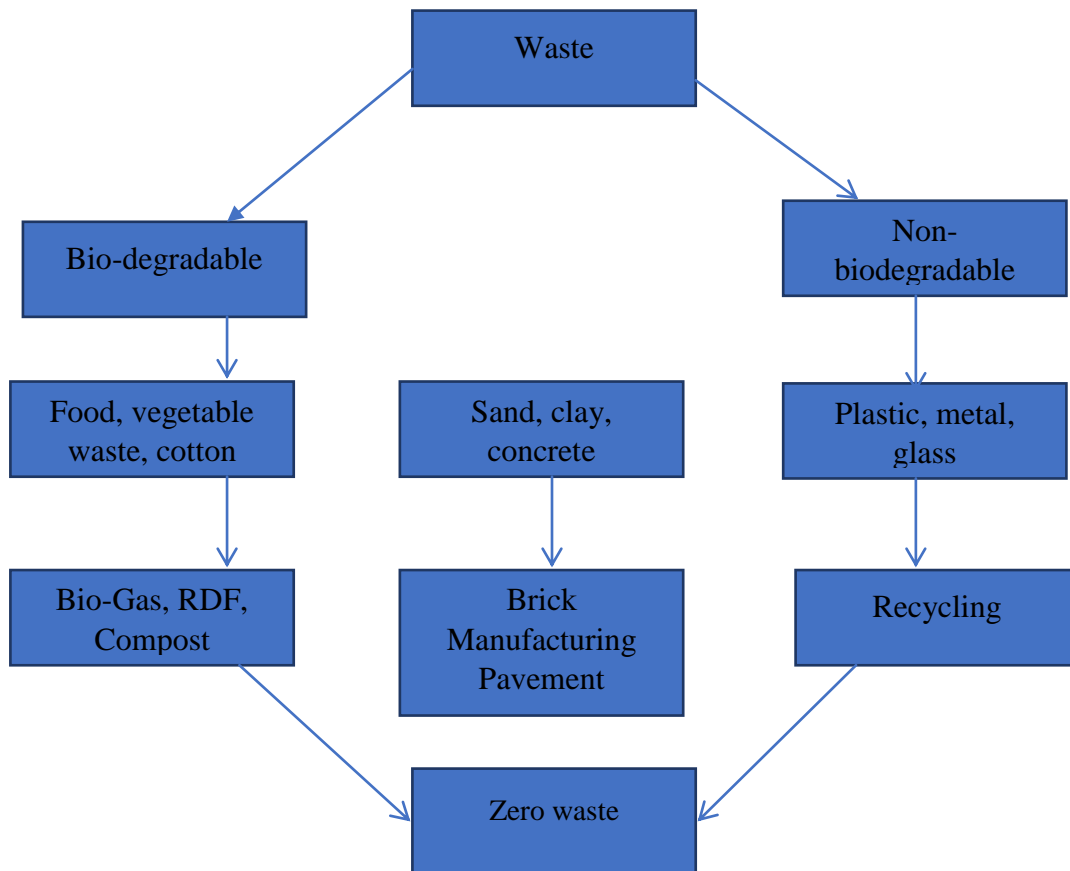 Waste
Bio-degradable
Non-
biodegradable
Food, vegetable
waste, cotton
Sand, clay,
concrete
Plastic, metal,
glass
Bio-Gas, RDF,
Compost
Brick
Manufacturing
Pavement
Recycling
Zero waste